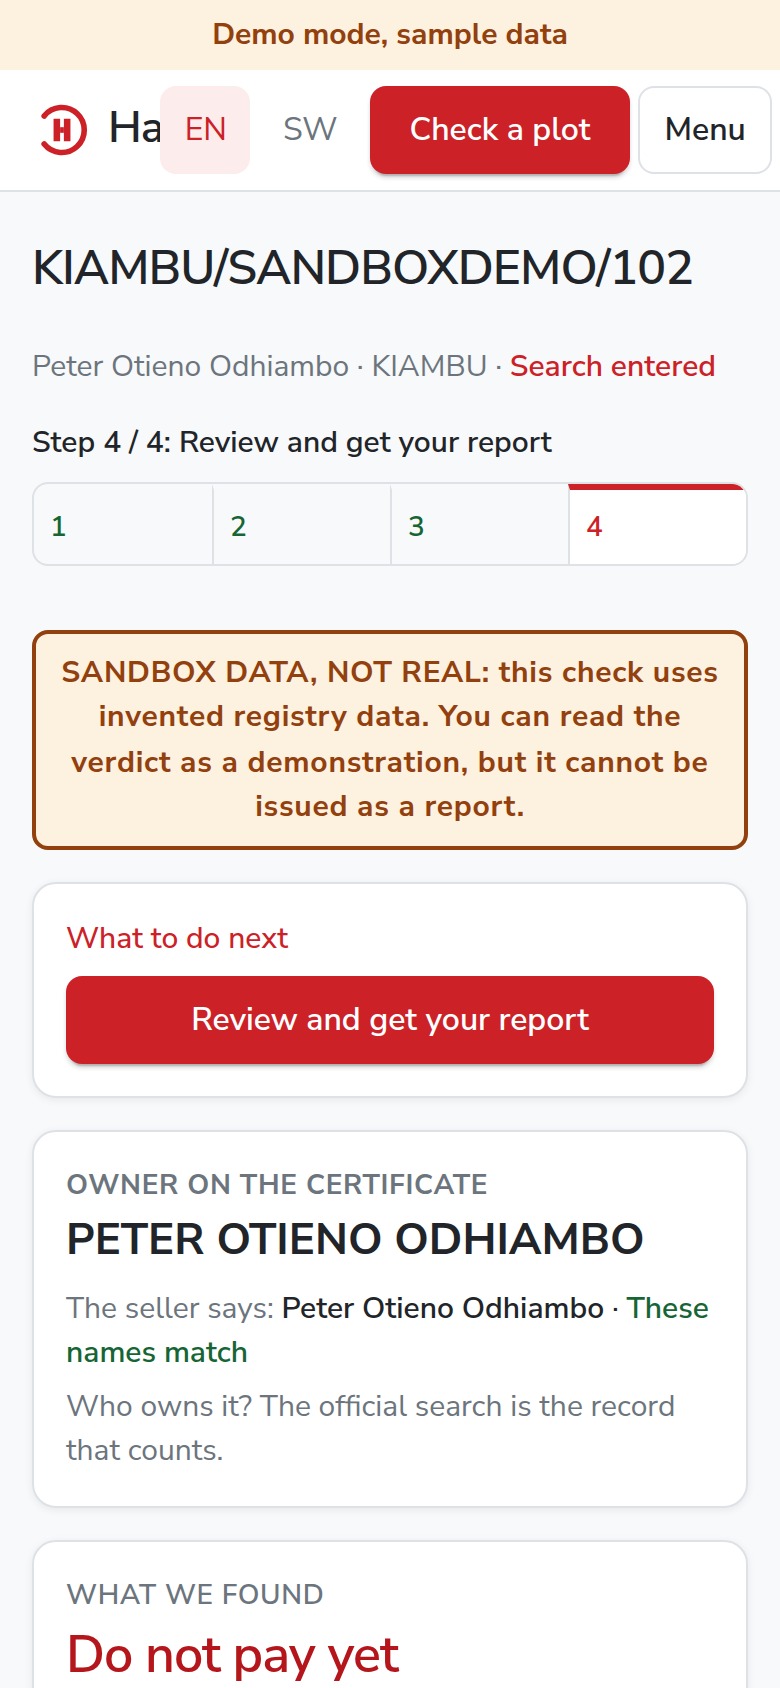 Demo mode, sample data
Ha
EN
SW
Check a plot
Menu
KIAMBU/SANDBOXDEMO/102
Peter Otieno Odhiambo · KIAMBU · Search entered
Step 4 / 4: Review and get your report
1
2
3
4
SANDBOX DATA, NOT REAL: this check uses
invented registry data. You can read the
verdict as a demonstration, but it cannot be
issued as a report.
What to do next
Review and get your report
OWNER ON THE CERTIFICATE
PETER OTIENO ODHIAMBO
The seller says: Peter Otieno Odhiambo · These
names match
Who owns it? The official search is the record
that counts.
WHAT WE FOUND
Do not pay yet